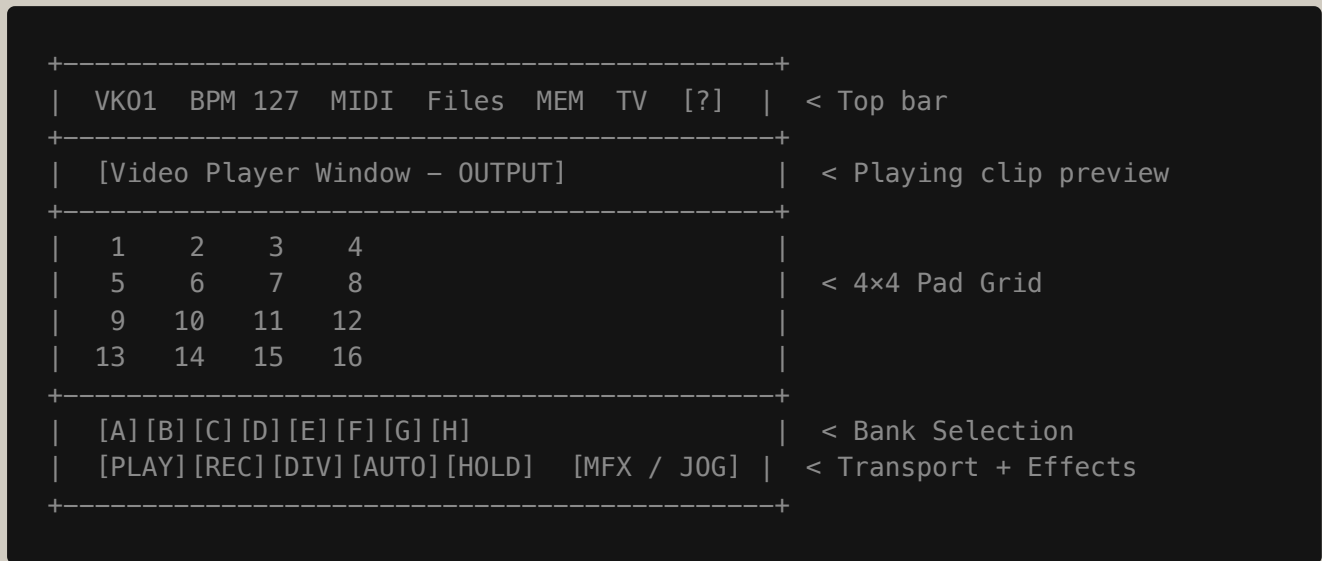 +—————————————————————————————————————————————+
|  VKO1  BPM 127  MIDI  Files  MEM  TV  [?]  |  < Top bar
+—————————————————————————————————————————————+
|  [Video Player Window – OUTPUT]             |  < Playing clip preview
+—————————————————————————————————————————————+
|   1    2    3    4                          |
|   5    6    7    8                          |  < 4×4 Pad Grid
|   9   10   11   12                          |
|  13   14   15   16                          |
+—————————————————————————————————————————————+
|  [A][B][C][D][E][F][G][H]                   |  < Bank Selection
|  [PLAY][REC][DIV][AUTO][HOLD]  [MFX / JOG] |  < Transport + Effects
+—————————————————————————————————————————————+